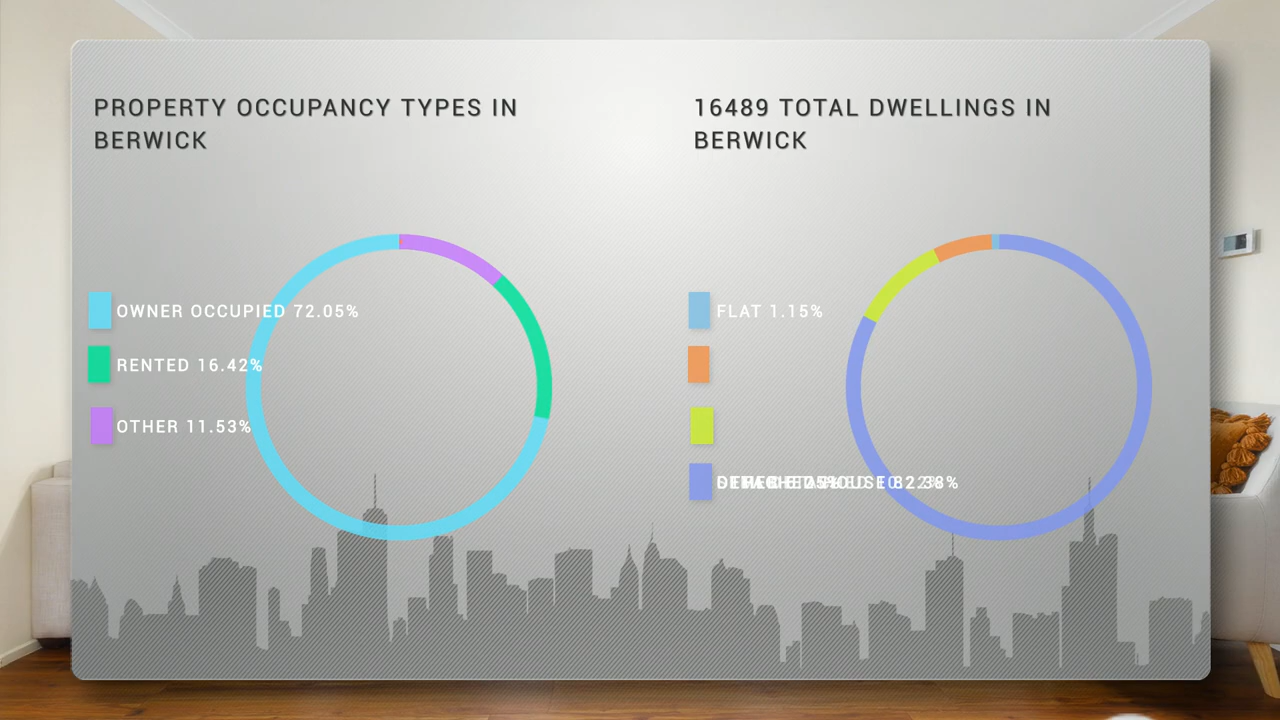 PROPERTY OCCUPANCY TYPES IN
BERWICK
OWNER OCCUPIED 72.05%
RENTED 16.42%
OTHER 11.53%
16489 TOTAL DWELLINGS IN
BERWICK
FLAT 1.15%